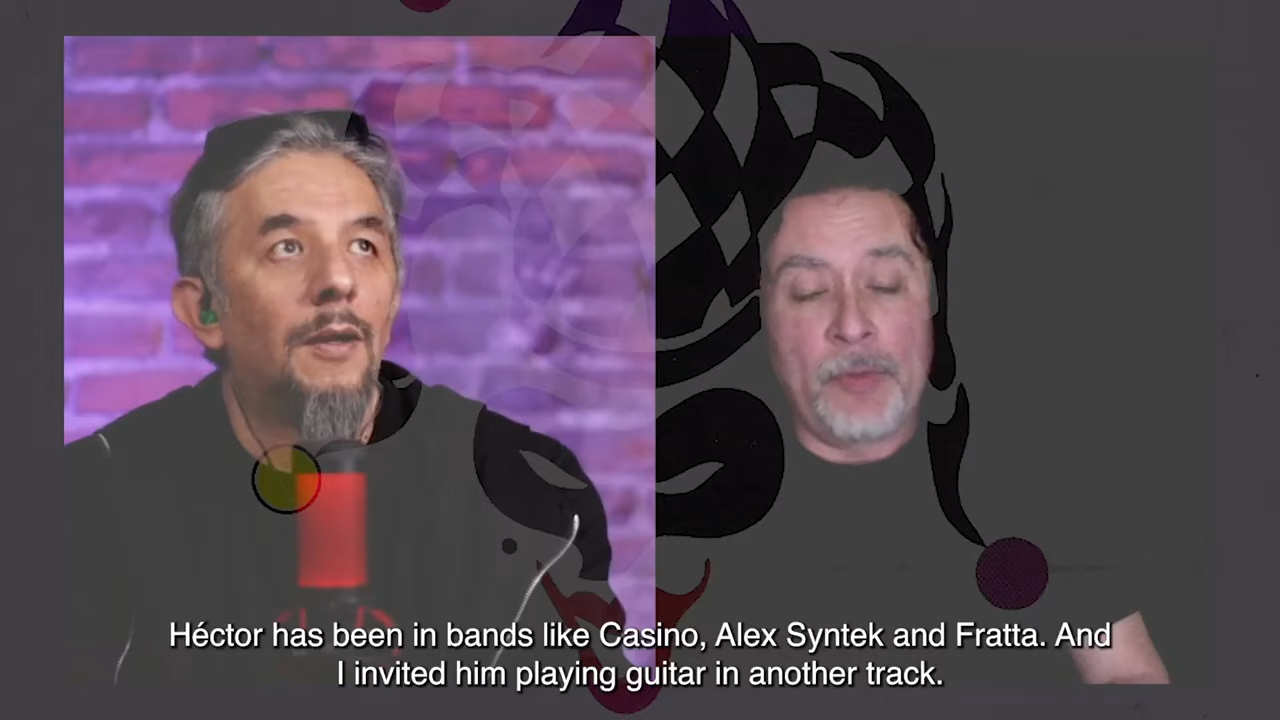 Héctor has been in bands like Casino, Alex Syntek and Fratta. And
I invited him playing guitar in another track.